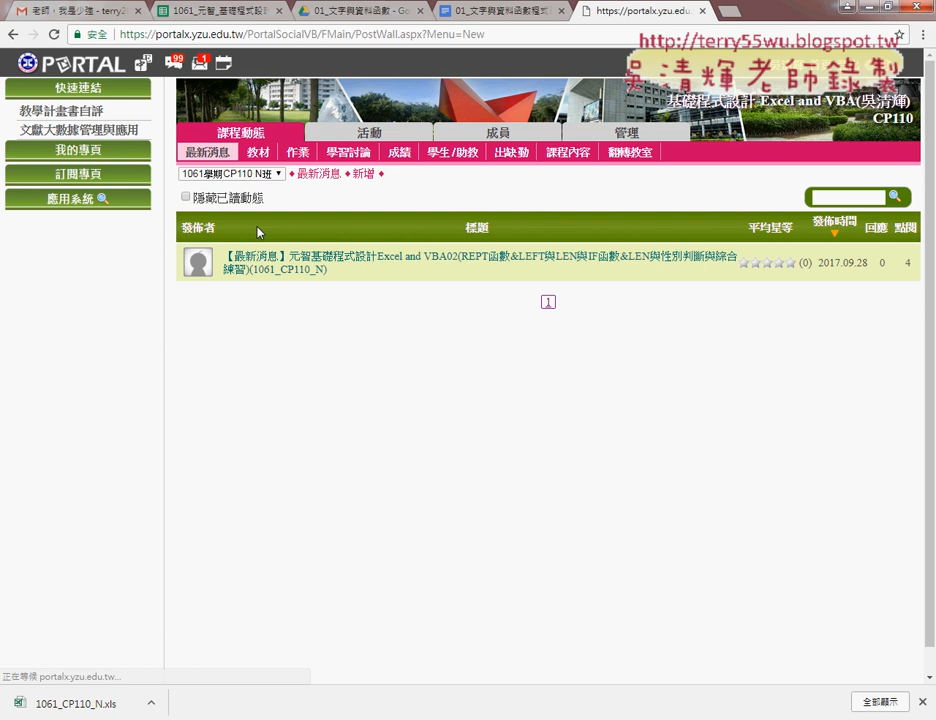 老師，我是少強 - terry2
1061_元智_基礎程式設計
01_文字與資料函數 - Go
01_文字與資料函數程式
https://portalx.yzu.edu.
安全
https://portalx.yzu.edu.tw/PortalSocialVB/FMain/PostWall.aspx?Menu=New
http://terry55wu.blogspot.tw
吳清輝老師錄製
PORTAL
99
1
快速連結
教學計畫書自評
文獻大數據管理與應用
我的專頁
訂閱專頁
應用系統
基礎程式設計 Excel and VBA(吳清輝)
CP110
課程動態 活動 成員 管理
最新消息 教材 作業 學習討論 成績 學生/助教 出缺勤 課程內容 翻轉教室
1061學期CP110 N班 ♦最新消息 ♦新增 ♦
隱藏已讀動態
發佈者 標題 平均星等 發佈時間 回應 點閱
【最新消息】元智基礎程式設計Excel and VBA02(REPT函數&LEFT與LEN與IF函數&LEN與性別判斷與綜合
練習)(1061_CP110_N)
(0) 2017.09.28 0 4
1
正在等候 portalx.yzu.edu.tw...
1061_CP110_N.xls
全部顯示